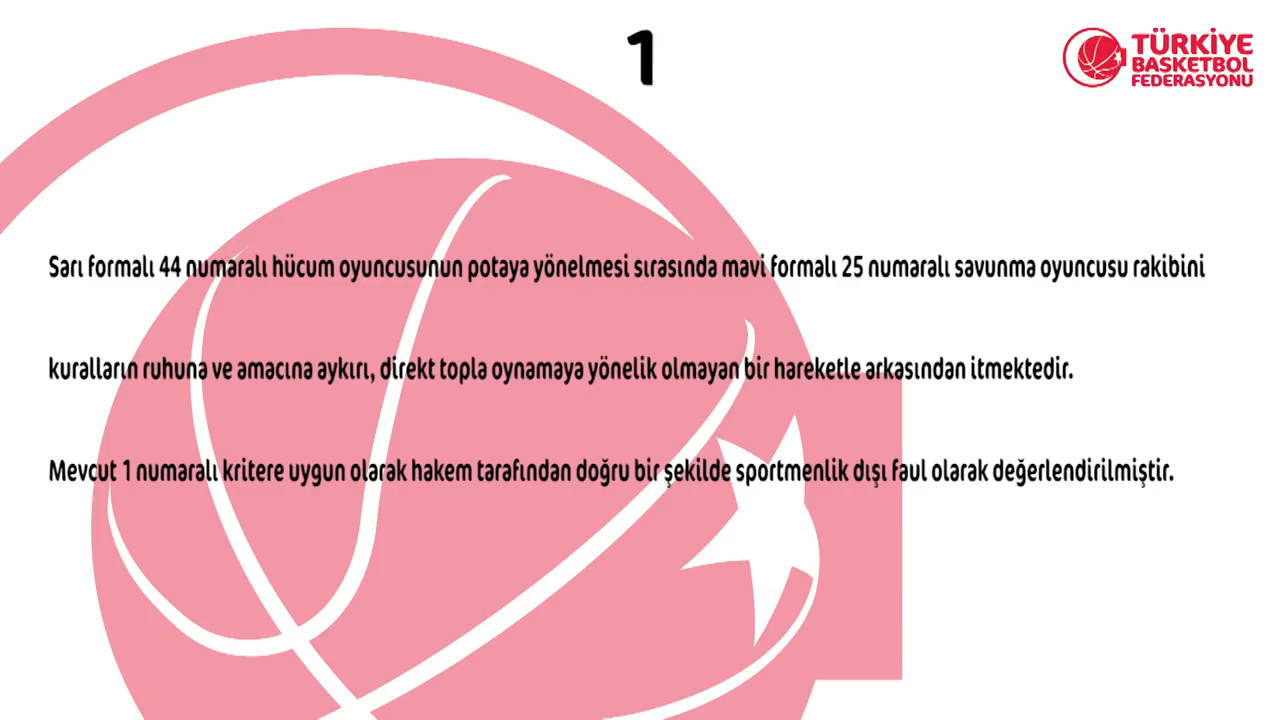 1
TÜRKİYE
BASKETBOL
FEDERASYONU
Sarı formalı 44 numaralı hücum oyuncusunun potaya yönelmesi sırasında mavi formalı 25 numaralı savunma oyuncusu rakibini
kuralların ruhuna ve amacına aykırı, direkt topla oynamaya yönelik olmayan bir hareketle arkasından itmektedir.
Mevcut 1 numaralı kritere uygun olarak hakem tarafından doğru bir şekilde sportmenlik dışı faul olarak değerlendirilmiştir.